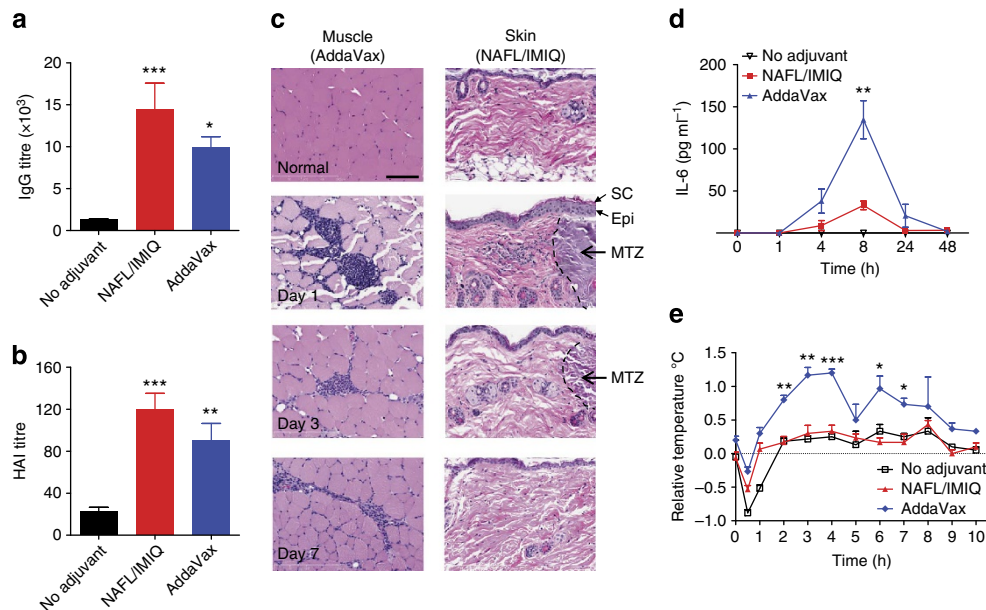 a
IgG titre (×10³)
20
15
10
5
0
No adjuvant
NAFL/IMIQ
AddaVax
***
*
b
HAI titre
160
120
80
40
0
No adjuvant
NAFL/IMIQ
AddaVax
***
**
c
Muscle
(AddaVax)
Skin
(NAFL/IMIQ)
Normal
SC
Epi
MTZ
Day 1
MTZ
Day 3
Day 7
d
No adjuvant
NAFL/IMIQ
AddaVax
**
IL-6 (pg ml⁻¹)
200
150
100
50
0
0 1 4 8 24 48
Time (h)
e
Relative temperature °C
1.5
1.0
0.5
0.0
−0.5
−1.0
** ** *** * *
No adjuvant
NAFL/IMIQ
AddaVax
0 1 2 3 4 5 6 7 8 9 10
Time (h)